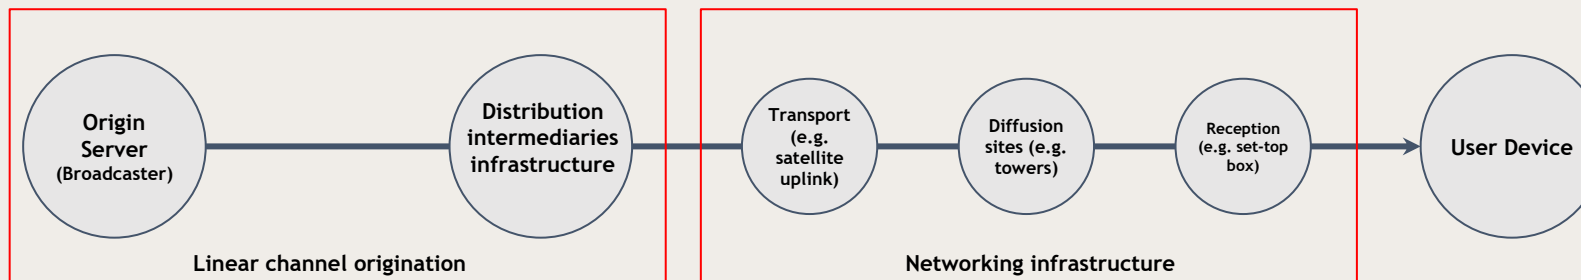 Origin
Server
(Broadcaster)
Distribution
intermediaries
infrastructure
Linear channel origination
Transport
(e.g.
satellite
uplink)
Diffusion
sites (e.g.
towers)
Reception
(e.g. set-top
box)
Networking infrastructure
User Device